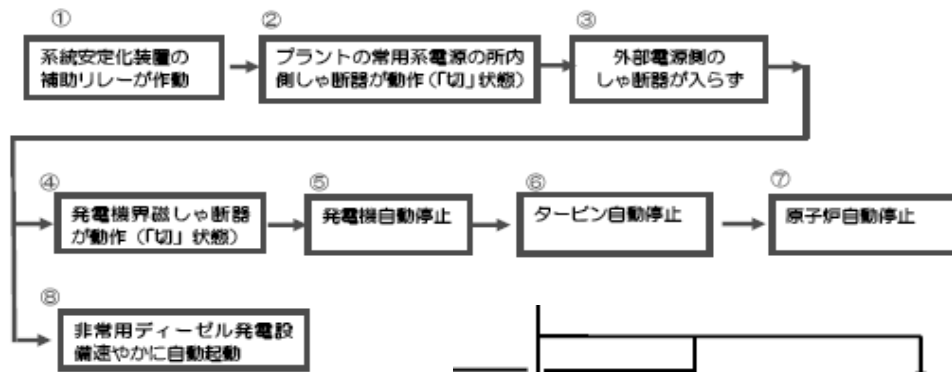 ①
系統安定化装置の
補助リレーが作動
②
プラントの常用系電源の所内
側しゃ断器が動作(「切」状態)
③
外部電源側の
しゃ断器が入らず
④
発電機界磁しゃ断器
が動作(「切」状態)
⑤
発電機自動停止
⑥
タービン自動停止
⑦
原子炉自動停止
⑧
非常用ディーゼル発電設
備速やかに自動起動